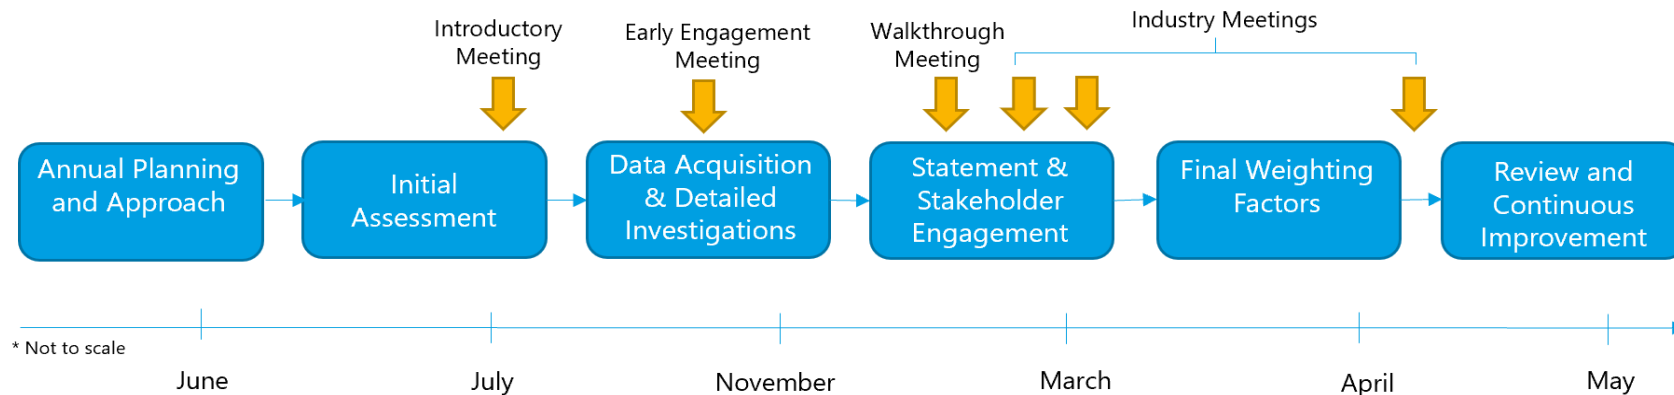 Introductory
Meeting
Early Engagement
Meeting
Walkthrough
Meeting
Industry Meetings
Annual Planning
and Approach
Initial
Assessment
Data Acquisition
& Detailed
Investigations
Statement &
Stakeholder
Engagement
Final Weighting
Factors
Review and
Continuous
Improvement
* Not to scale
June
July
November
March
April
May